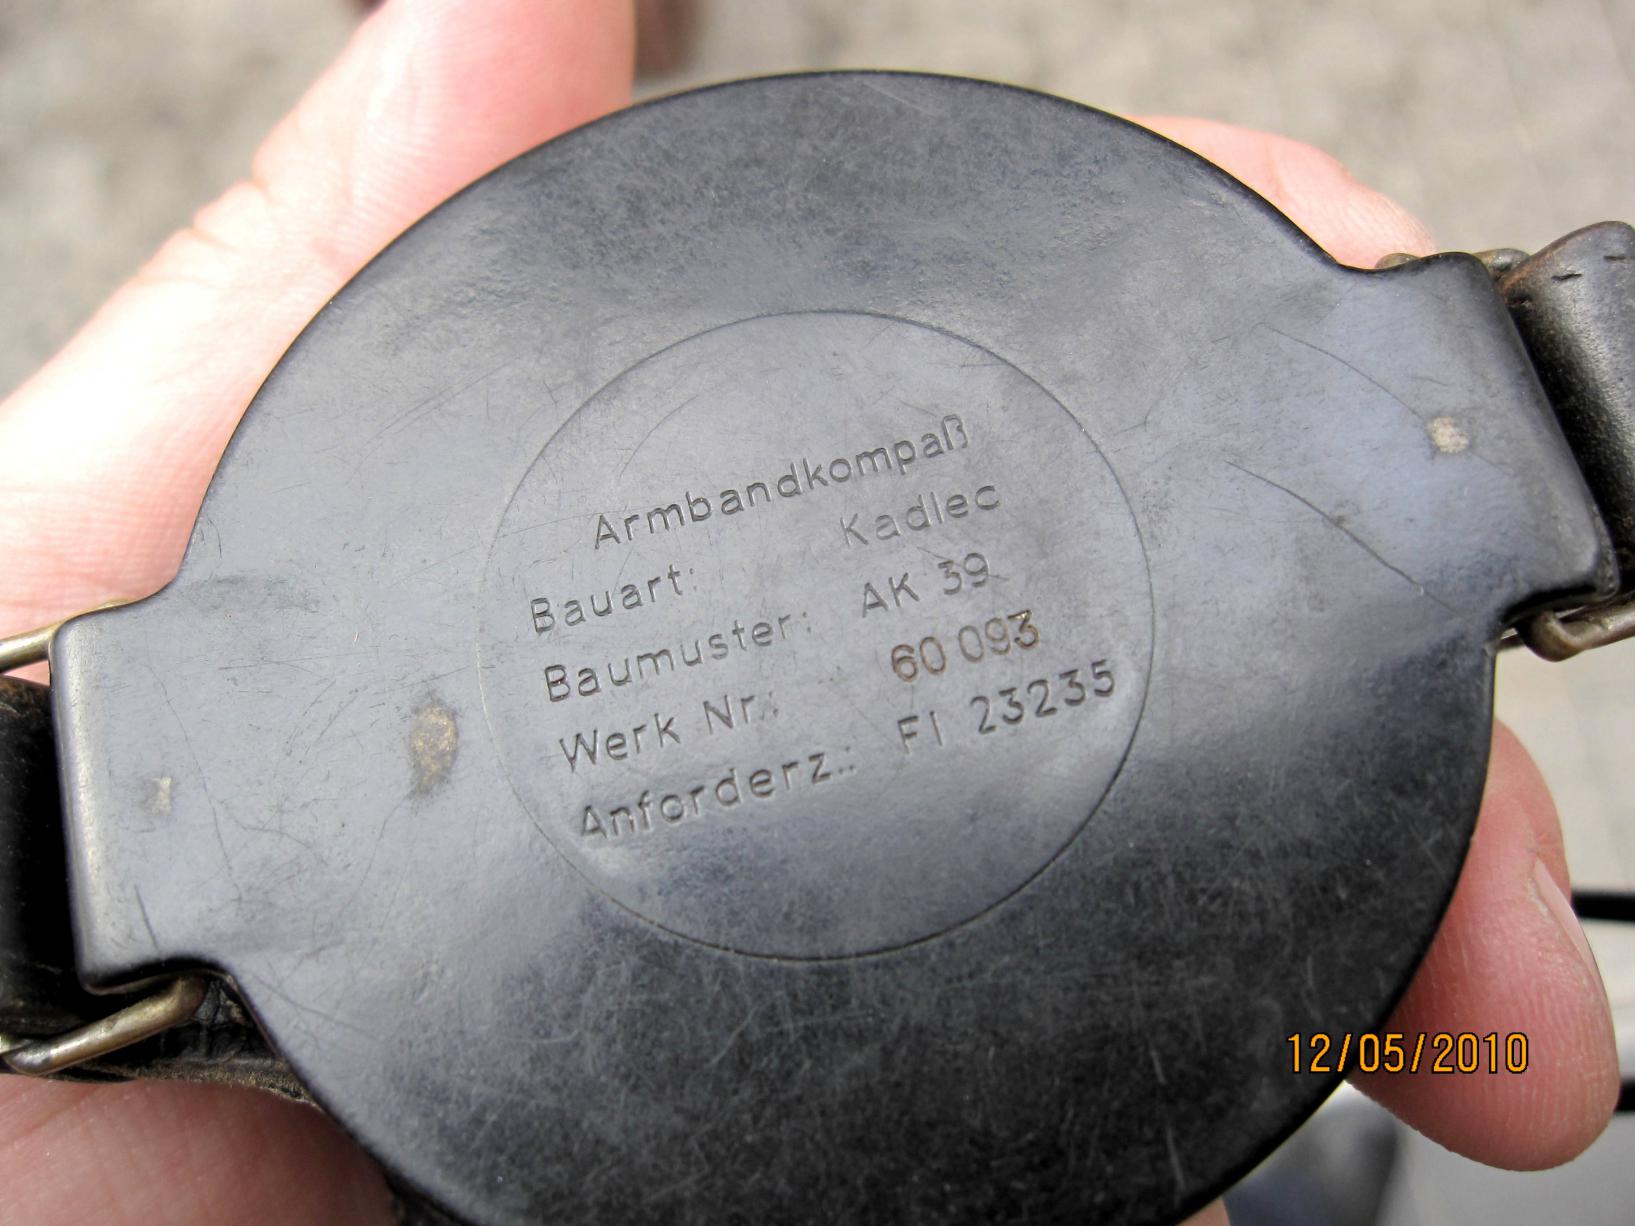 Armbandkompaß
Bauart: Kadlec
Baumuster: AK 39
Werk Nr.: 60 093
Anforderz.: Fl 23235
12/05/2010